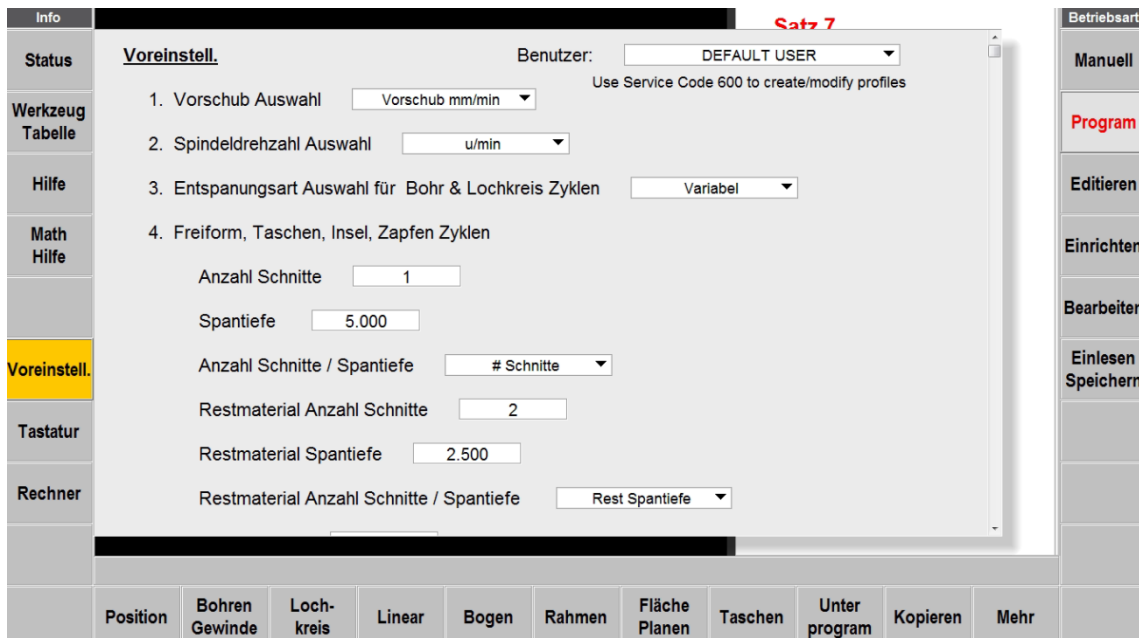 Info
Status
Werkzeug
Tabelle
Hilfe
Math
Hilfe
Voreinstell.
Tastatur
Rechner
Satz 7
Voreinstell.
Benutzer: DEFAULT USER
Use Service Code 600 to create/modify profiles
1. Vorschub Auswahl Vorschub mm/min
2. Spindeldrehzahl Auswahl u/min
3. Entspanungsart Auswahl für Bohr & Lochkreis Zyklen Variabel
4. Freiform, Taschen, Insel, Zapfen Zyklen
Anzahl Schnitte 1
Spantiefe 5.000
Anzahl Schnitte / Spantiefe # Schnitte
Restmaterial Anzahl Schnitte 2
Restmaterial Spantiefe 2.500
Restmaterial Anzahl Schnitte / Spantiefe Rest Spantiefe
Betriebsart
Manuell
Program
Editieren
Einrichten
Bearbeiten
Einlesen
Speichern
Position
Bohren
Gewinde
Loch-
kreis
Linear
Bogen
Rahmen
Fläche
Planen
Taschen
Unter
program
Kopieren
Mehr